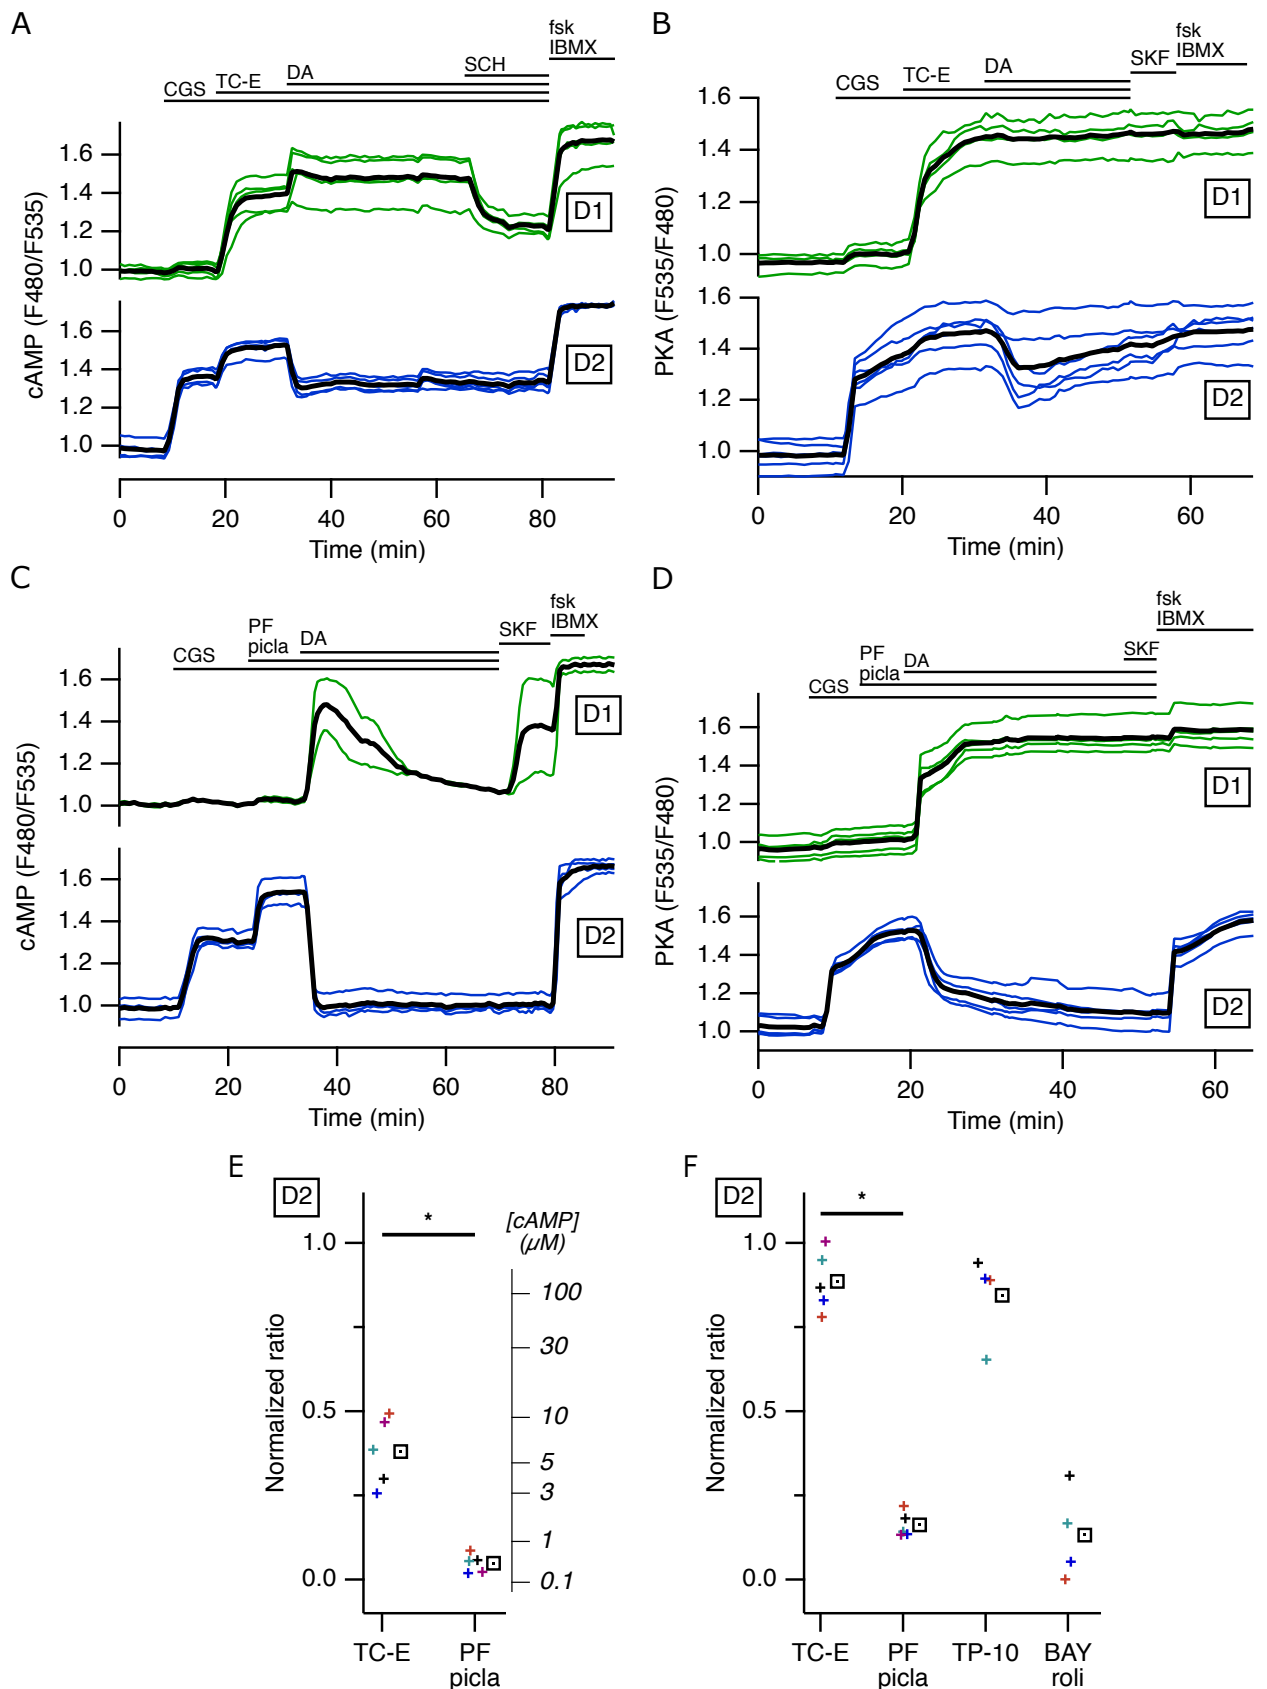 A
fsk
IBMX
SCH
DA
TC-E
CGS
cAMP (F480/F535)
1.6
1.4
1.2
1.0
D1
1.6
1.4
1.2
1.0
D2
0 20 40 60 80
Time (min)
B
fsk
IBMX
SKF
DA
TC-E
CGS
PKA (F535/F480)
1.6
1.4
1.2
1.0
D1
1.6
1.4
1.2
1.0
D2
0 20 40 60
Time (min)
C
fsk
IBMX
SKF
PF
picla
DA
CGS
cAMP (F480/F535)
1.6
1.4
1.2
1.0
D1
1.6
1.4
1.2
1.0
D2
0 20 40 60 80
Time (min)
D
fsk
IBMX
SKF
PF
picla
DA
CGS
PKA (F535/F480)
1.6
1.4
1.2
1.0
D1
1.6
1.4
1.2
1.0
D2
0 20 40 60
Time (min)
E
D2
*
[cAMP]
(µM)
Normalized ratio
1.0
0.5
0.0
100
30
10
5
3
1
0.1
TC-E PF
picla
F
D2
*
Normalized ratio
1.0
0.5
0.0
TC-E PF TP-10 BAY
picla roli